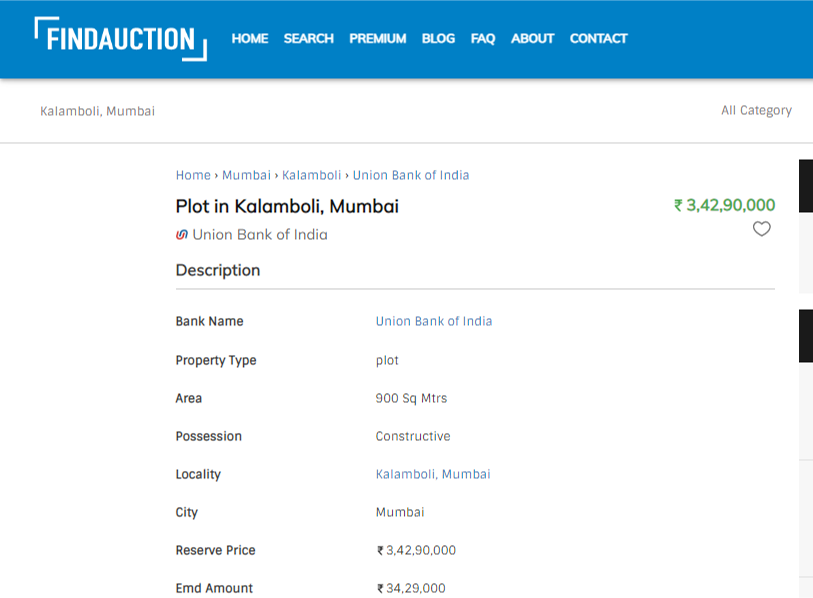 FINDAUCTION
HOME SEARCH PREMIUM BLOG FAQ ABOUT CONTACT
Kalamboli, Mumbai
All Category
Home › Mumbai › Kalamboli › Union Bank of India
Plot in Kalamboli, Mumbai
₹ 3,42,90,000
Union Bank of India
Description
Bank Name Union Bank of India
Property Type plot
Area 900 Sq Mtrs
Possession Constructive
Locality Kalamboli, Mumbai
City Mumbai
Reserve Price ₹ 3,42,90,000
Emd Amount ₹ 34,29,000